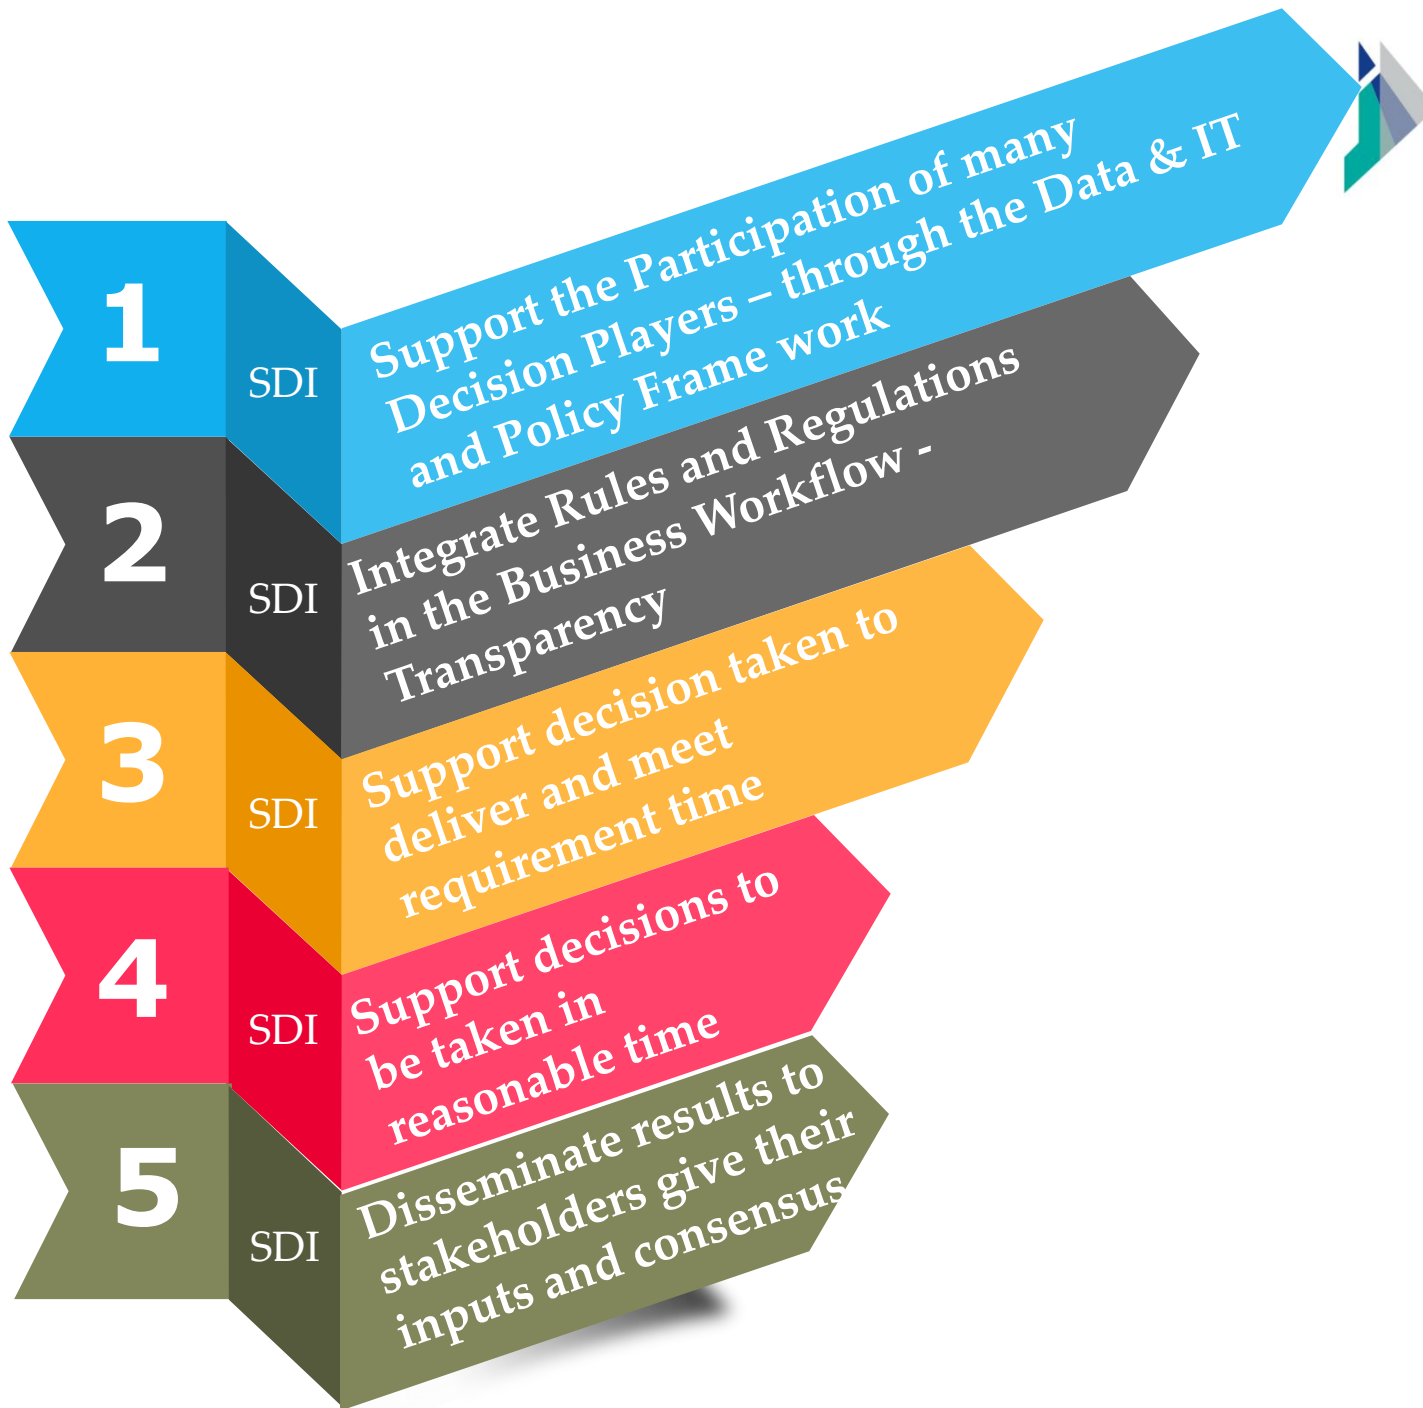 1
SDI
Support the Participation of many
Decision Players – through the Data & IT
and Policy Frame work
2
SDI
Integrate Rules and Regulations
in the Business Workflow -
Transparency
3
SDI
Support decision taken to
deliver and meet
requirement time
4
SDI
Support decisions to
be taken in
reasonable time
5
SDI
Disseminate results to
stakeholders give their
inputs and consensus